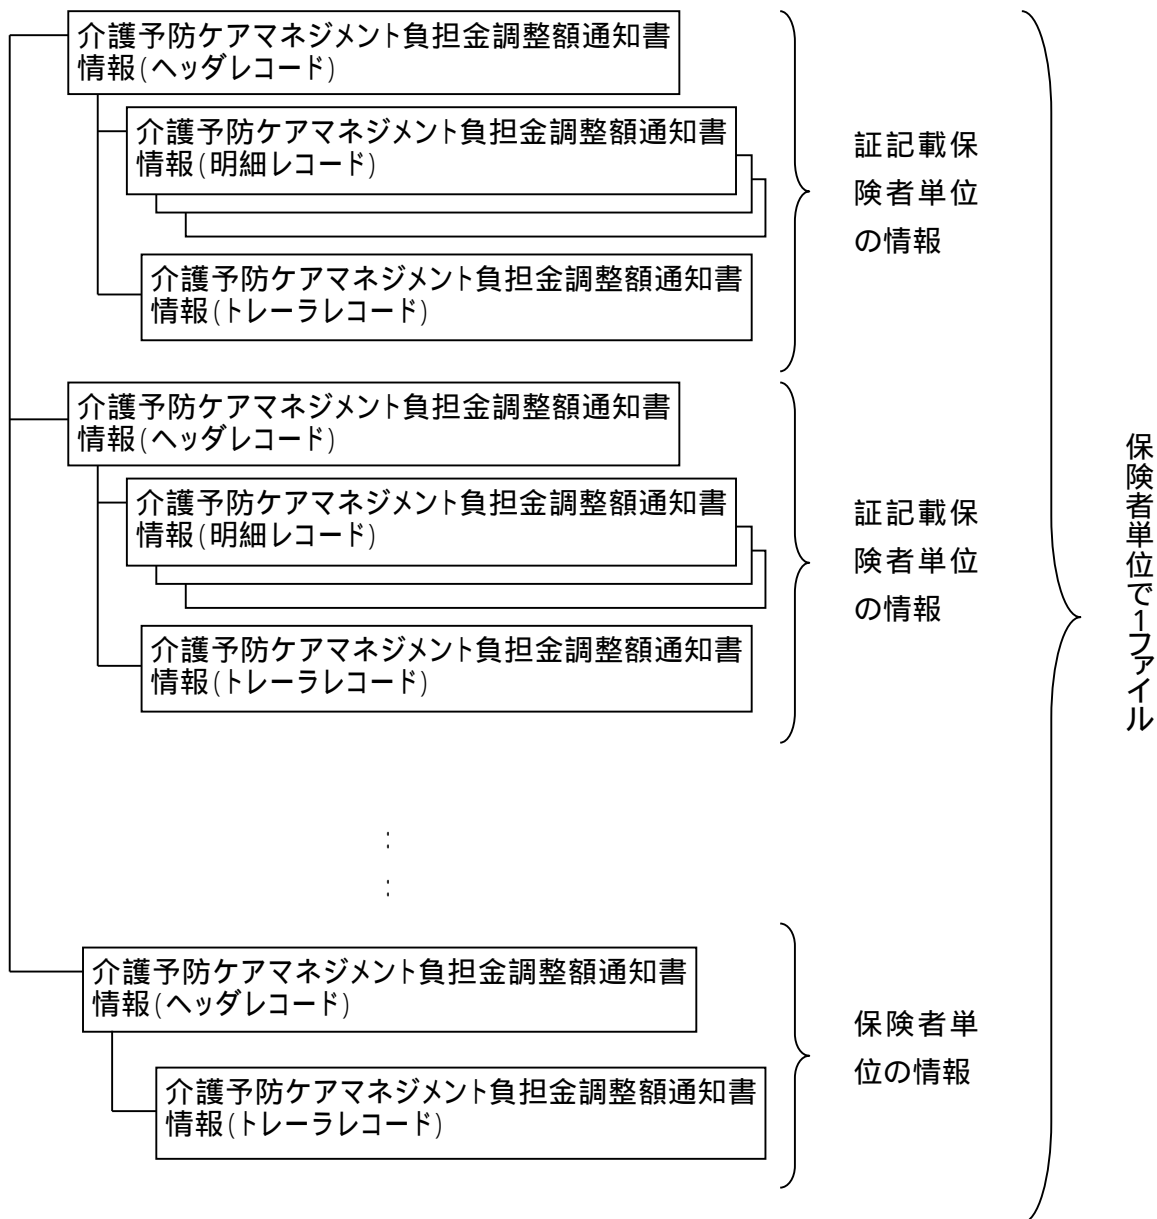 介護予防ケアマネジメント負担金調整額通知書
情報(ヘッダレコード)
介護予防ケアマネジメント負担金調整額通知書
情報(明細レコード)
介護予防ケアマネジメント負担金調整額通知書
情報(トレーラレコード)
証記載保
険者単位
の情報
介護予防ケアマネジメント負担金調整額通知書
情報(ヘッダレコード)
介護予防ケアマネジメント負担金調整額通知書
情報(明細レコード)
介護予防ケアマネジメント負担金調整額通知書
情報(トレーラレコード)
証記載保
険者単位
の情報
:
:
介護予防ケアマネジメント負担金調整額通知書
情報(ヘッダレコード)
介護予防ケアマネジメント負担金調整額通知書
情報(トレーラレコード)
保険者単
位の情報
保険者単位で1ファイル